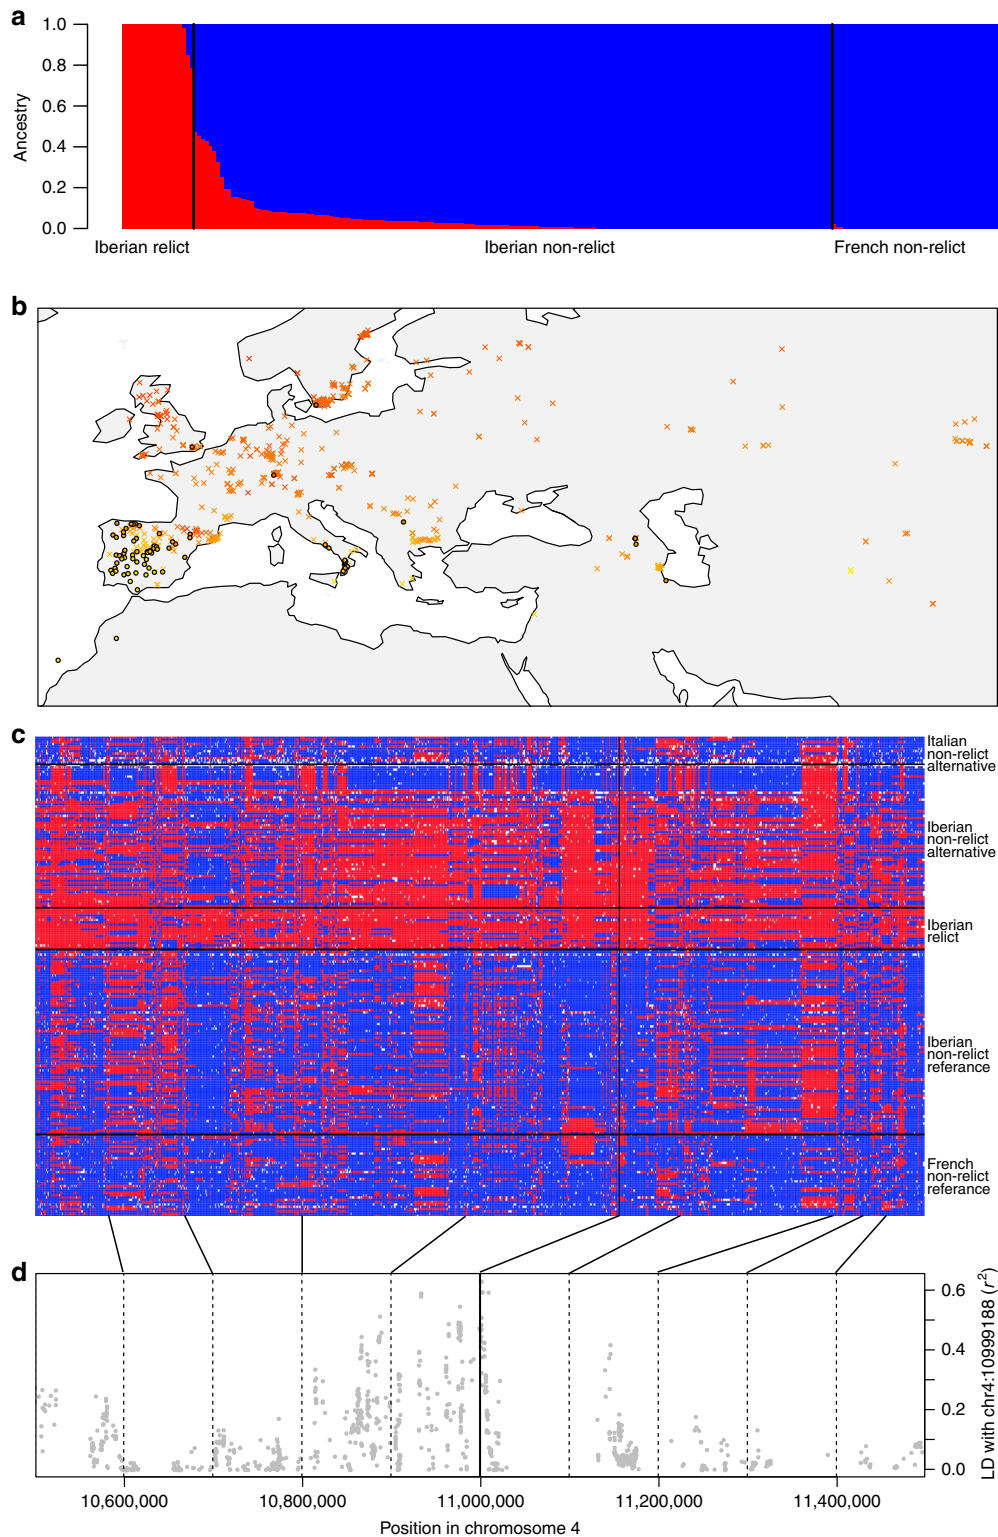 a
1.0
0.8
0.6
0.4
0.2
0.0
Ancestry
Iberian relict
Iberian non-relict
French non-relict
b
c
Italian
non-relict
alternative
Iberian
non-relict
alternative
Iberian
relict
Iberian
non-relict
referance
French
non-relict
referance
d
0.6
0.4
0.2
0.0
LD with chr4:10999188 (r²)
10,600,000
10,800,000
11,000,000
11,200,000
11,400,000
Position in chromosome 4